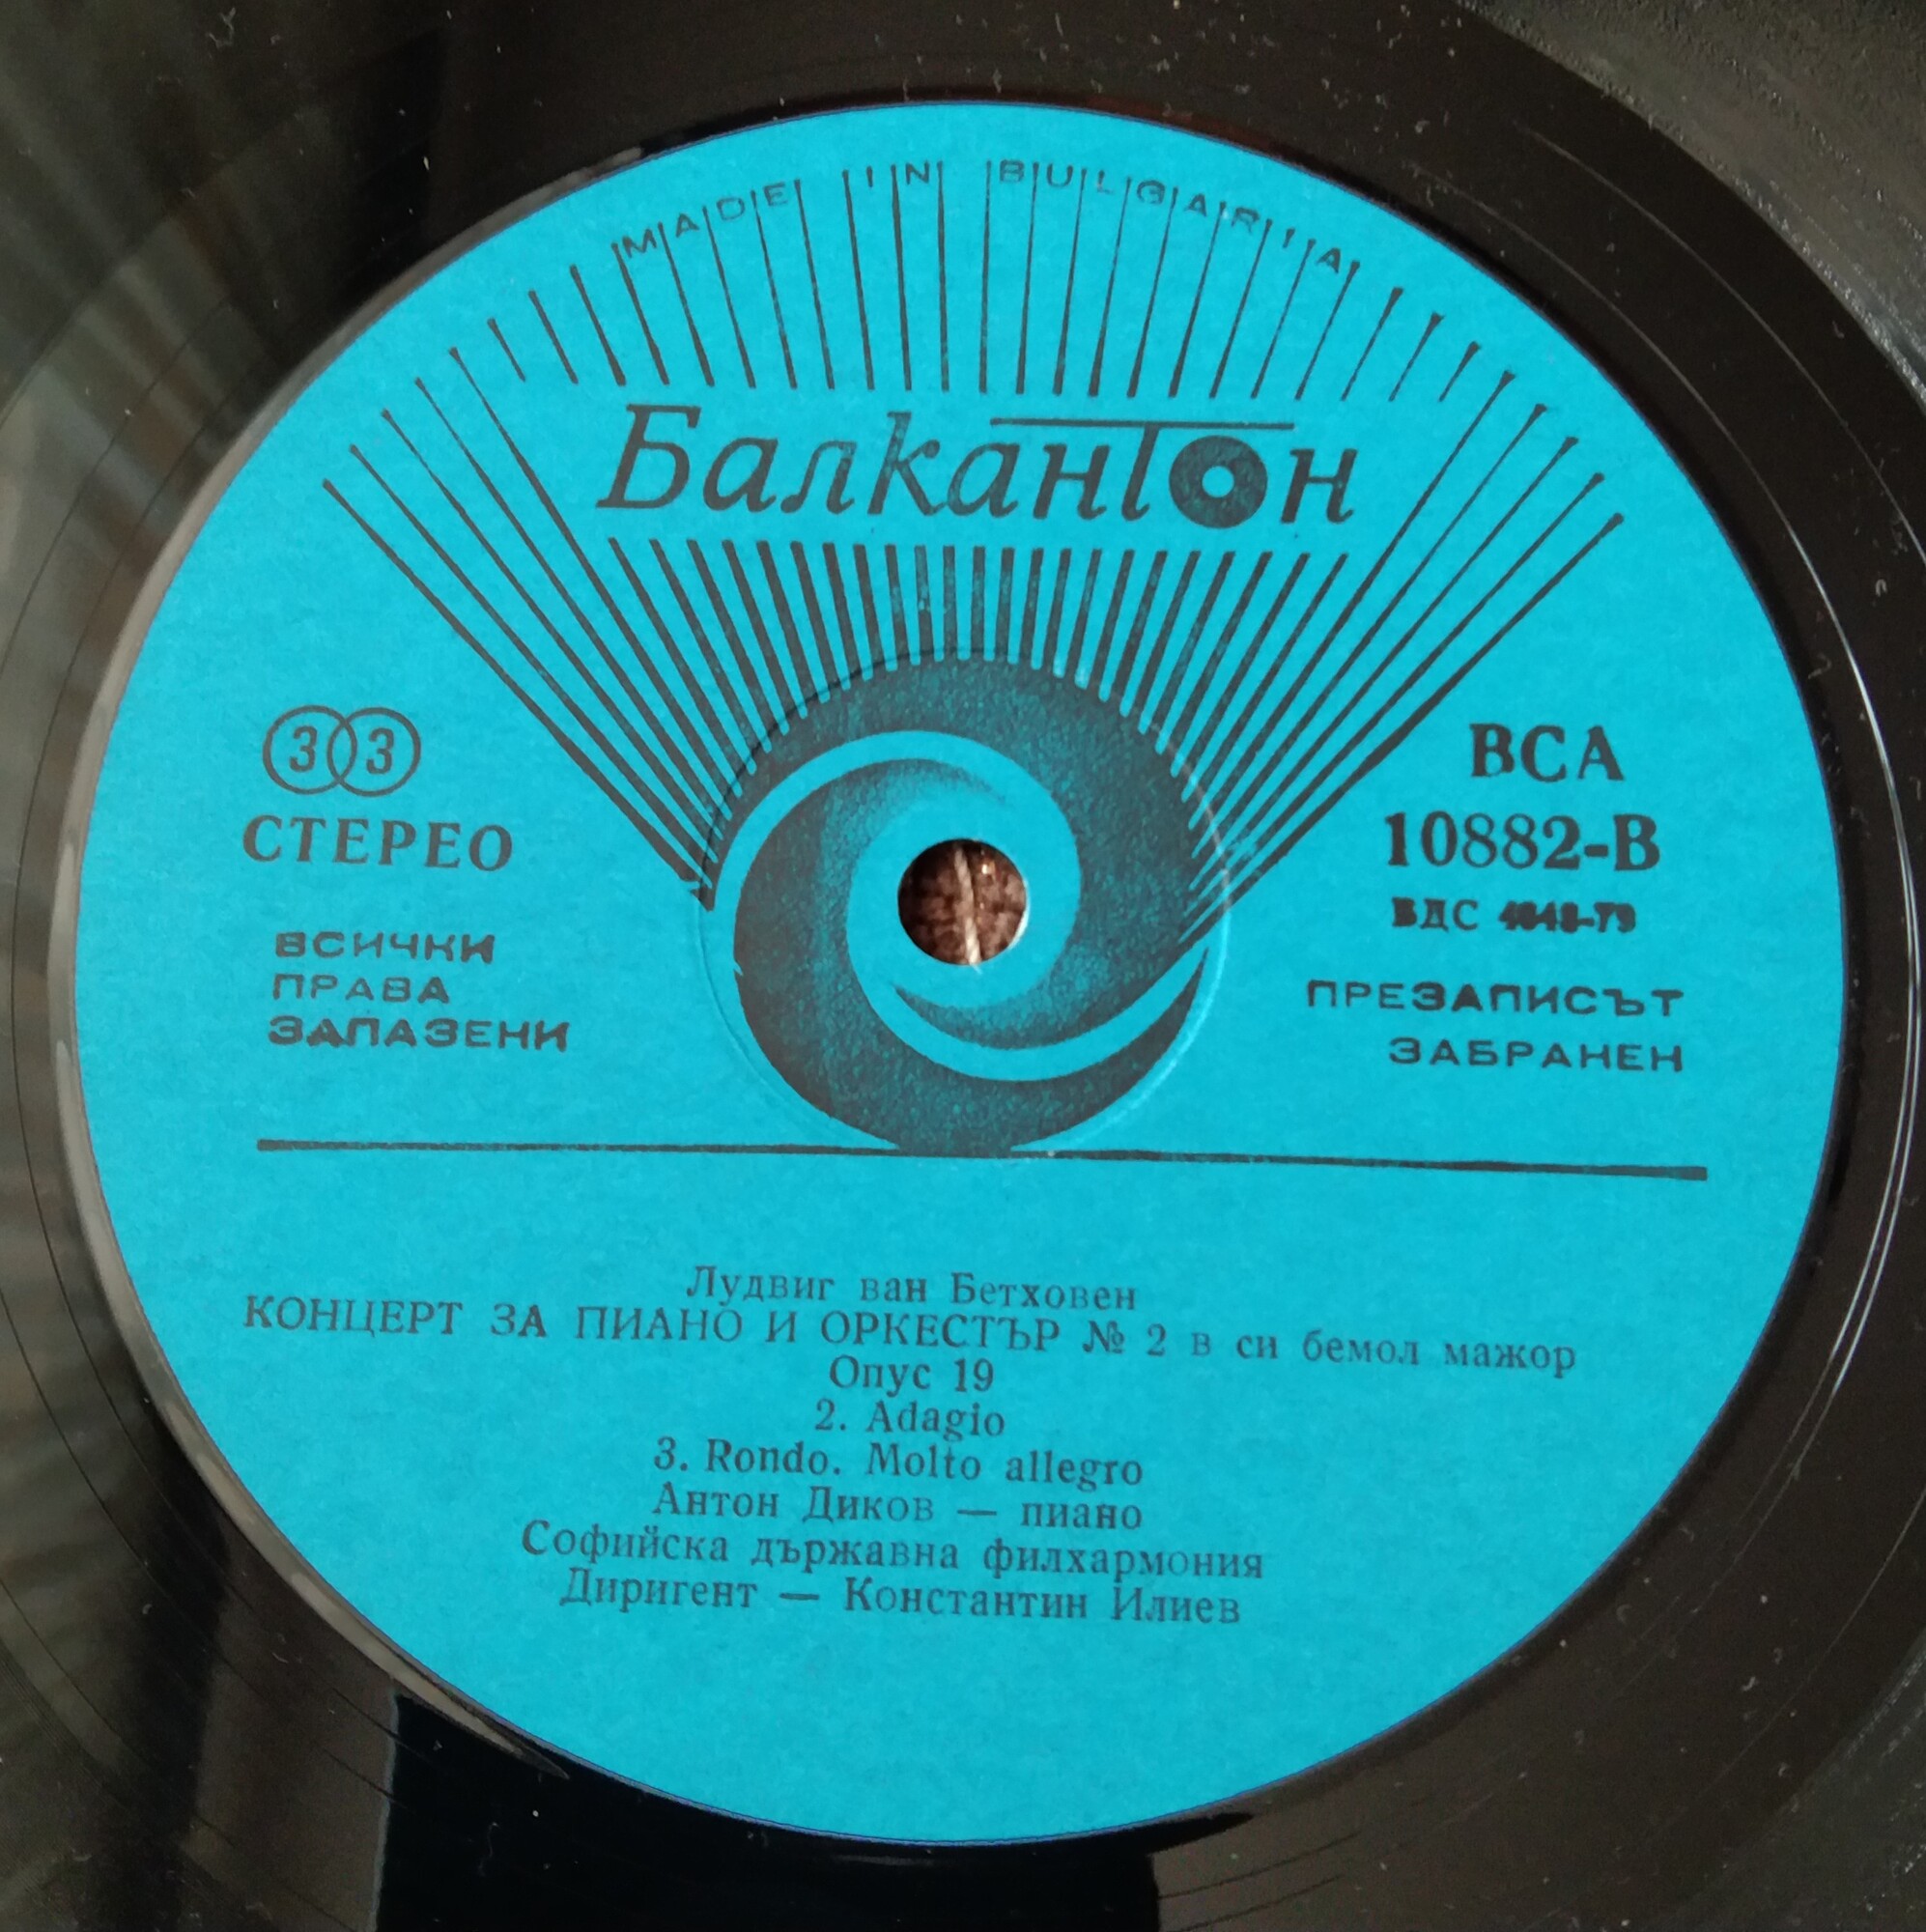 MADE IN BULGARIA
Балкантон
33
СТЕРЕО
ВСИЧКИ
ПРАВА
ЗАПАЗЕНИ
ВСА
10882-В
ВДС
ПРЕЗАПИСЪТ
ЗАБРАНЕН
Лудвиг ван Бетховен
КОНЦЕРТ ЗА ПИАНО И ОРКЕСТЪР № 2 в си бемол мажор
Опус 19
2. Adagio
3. Rondo. Molto allegro
Антон Диков — пиано
Софийска държавна филхармония
Диригент — Константин Илиев